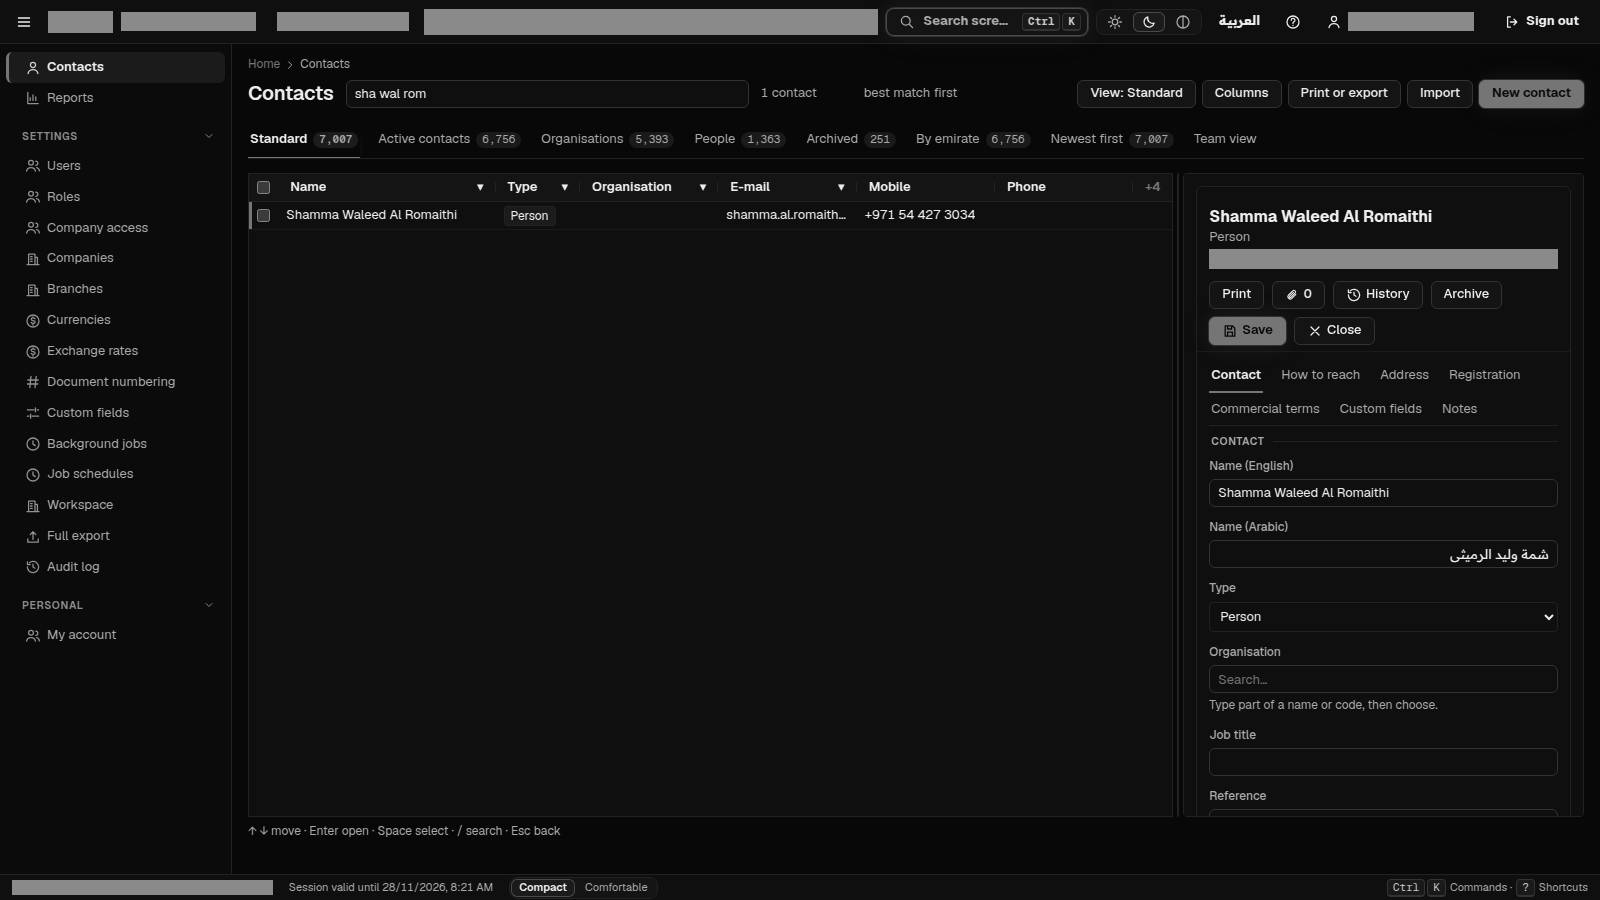 Search scre... Ctrl K العربية Sign out
Contacts
Reports
SETTINGS
Users
Roles
Company access
Companies
Branches
Currencies
Exchange rates
Document numbering
Custom fields
Background jobs
Job schedules
Workspace
Full export
Audit log
PERSONAL
My account
Home > Contacts
Contacts sha wal rom 1 contact best match first View: Standard Columns Print or export Import New contact
Standard 7,007 Active contacts 6,756 Organisations 5,393 People 1,363 Archived 251 By emirate 6,756 Newest first 7,007 Team view
Name ▼ Type ▼ Organisation ▼ E-mail ▼ Mobile Phone +4
Shamma Waleed Al Romaithi Person shamma.al.romaith... +971 54 427 3034
↑↓ move · Enter open · Space select · / search · Esc back
Shamma Waleed Al Romaithi
Person
Print 0 History Archive
Save Close
Contact How to reach Address Registration
Commercial terms Custom fields Notes
CONTACT
Name (English)
Shamma Waleed Al Romaithi
Name (Arabic)
شمة وليد الرميثي
Type
Person
Organisation
Search...
Type part of a name or code, then choose.
Job title
Reference
Session valid until 28/11/2026, 8:21 AM Compact Comfortable Ctrl K Commands · ? Shortcuts